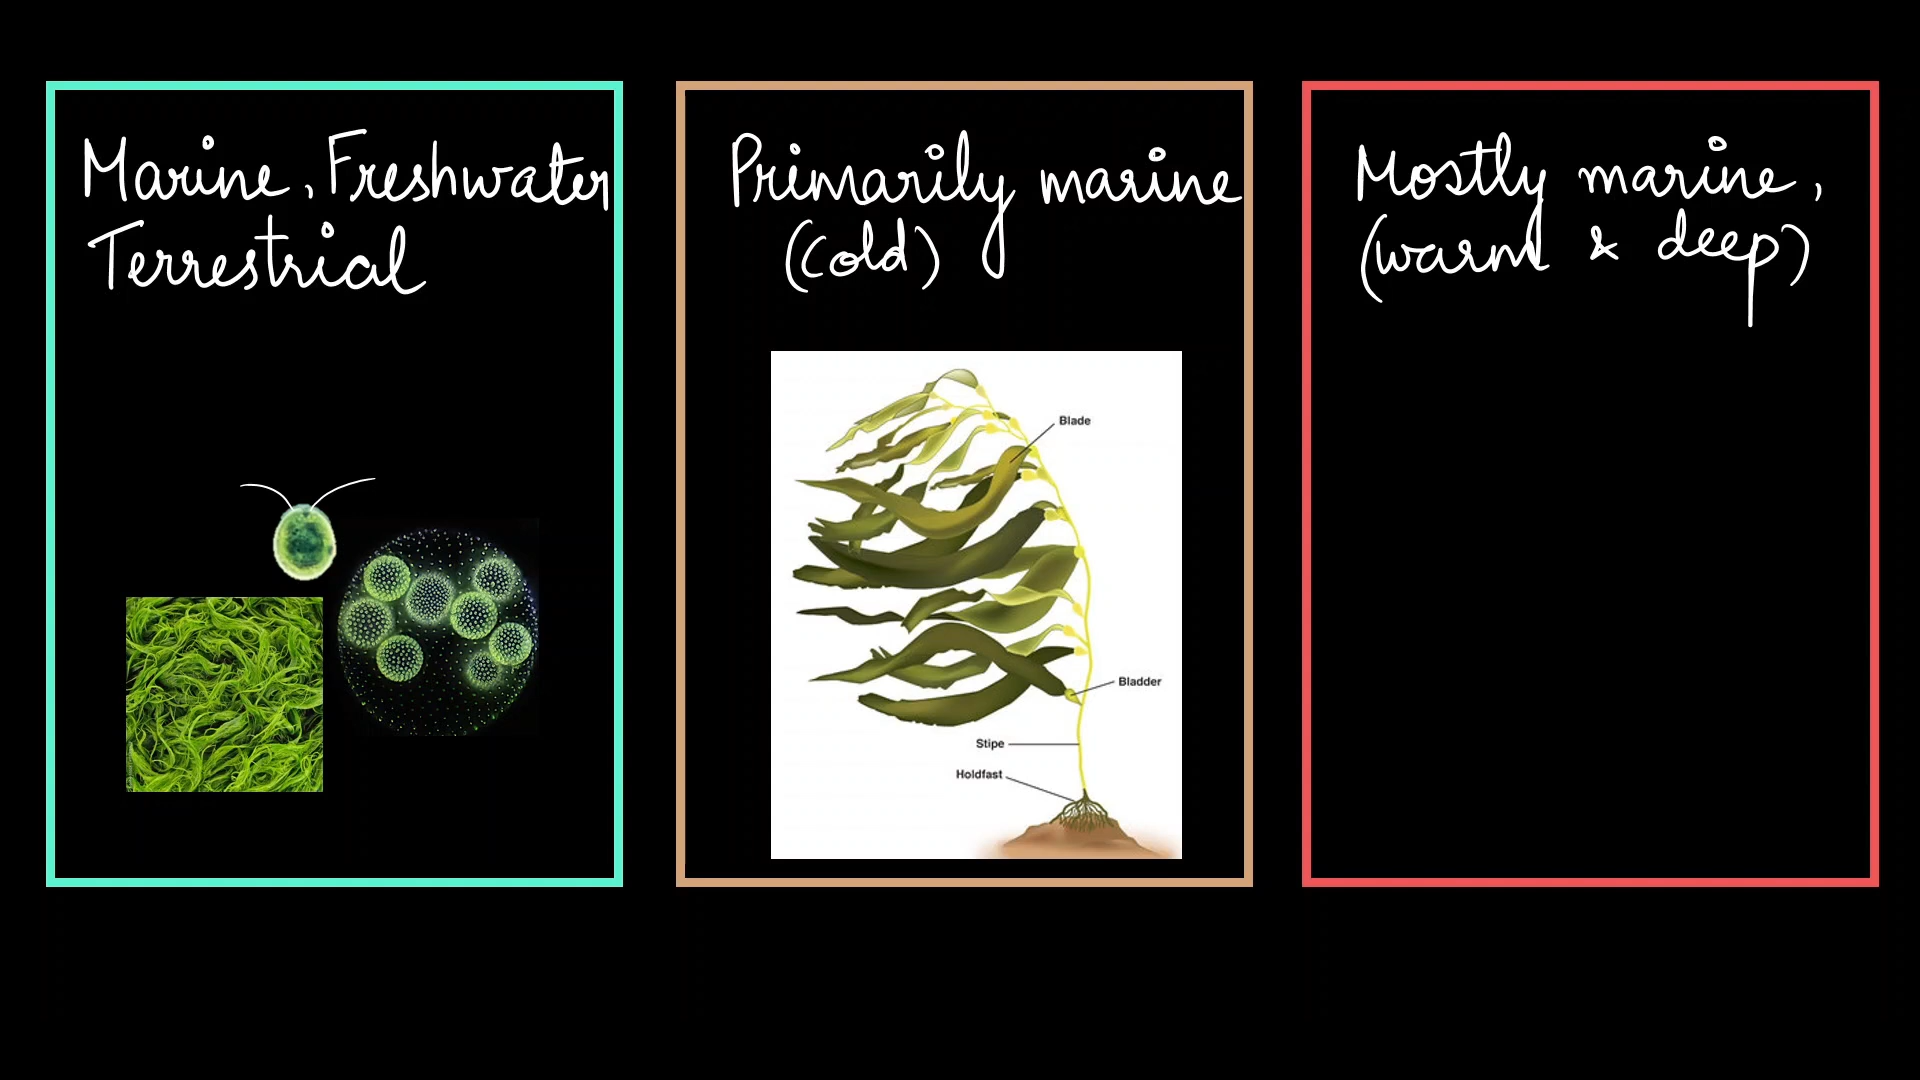 Marine, Freshwater
Terrestrial
Primarily marine
(cold)
Blade
Bladder
Stipe
Holdfast
Mostly marine,
(warm & deep)